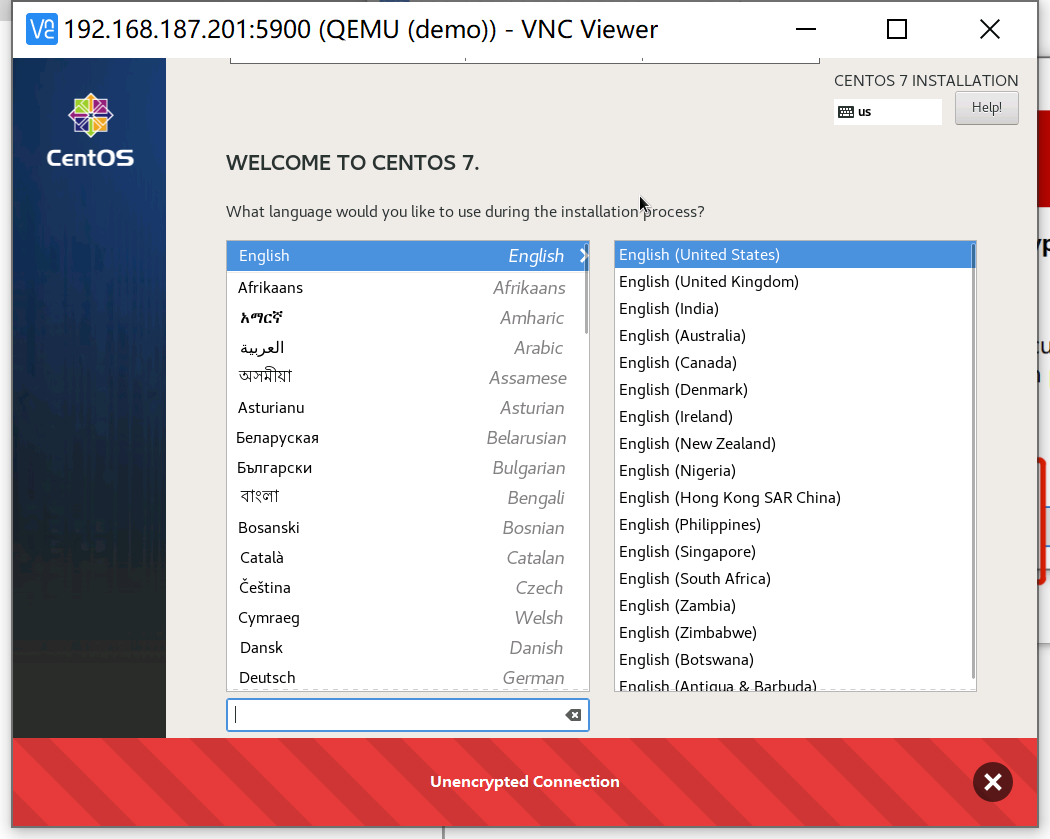 192.168.187.201:5900 (QEMU (demo)) - VNC Viewer
CentOS
CENTOS 7 INSTALLATION
us
Help!
WELCOME TO CENTOS 7.
What language would you like to use during the installation process?
English English
Afrikaans Afrikaans
አማርኛ Amharic
العربية Arabic
অসমীয়া Assamese
Asturianu Asturian
Беларуская Belarusian
Български Bulgarian
বাংলা Bengali
Bosanski Bosnian
Català Catalan
Čeština Czech
Cymraeg Welsh
Dansk Danish
Deutsch German
English (United States)
English (United Kingdom)
English (India)
English (Australia)
English (Canada)
English (Denmark)
English (Ireland)
English (New Zealand)
English (Nigeria)
English (Hong Kong SAR China)
English (Philippines)
English (Singapore)
English (South Africa)
English (Zambia)
English (Zimbabwe)
English (Botswana)
English (Antigua & Barbuda)
Unencrypted Connection